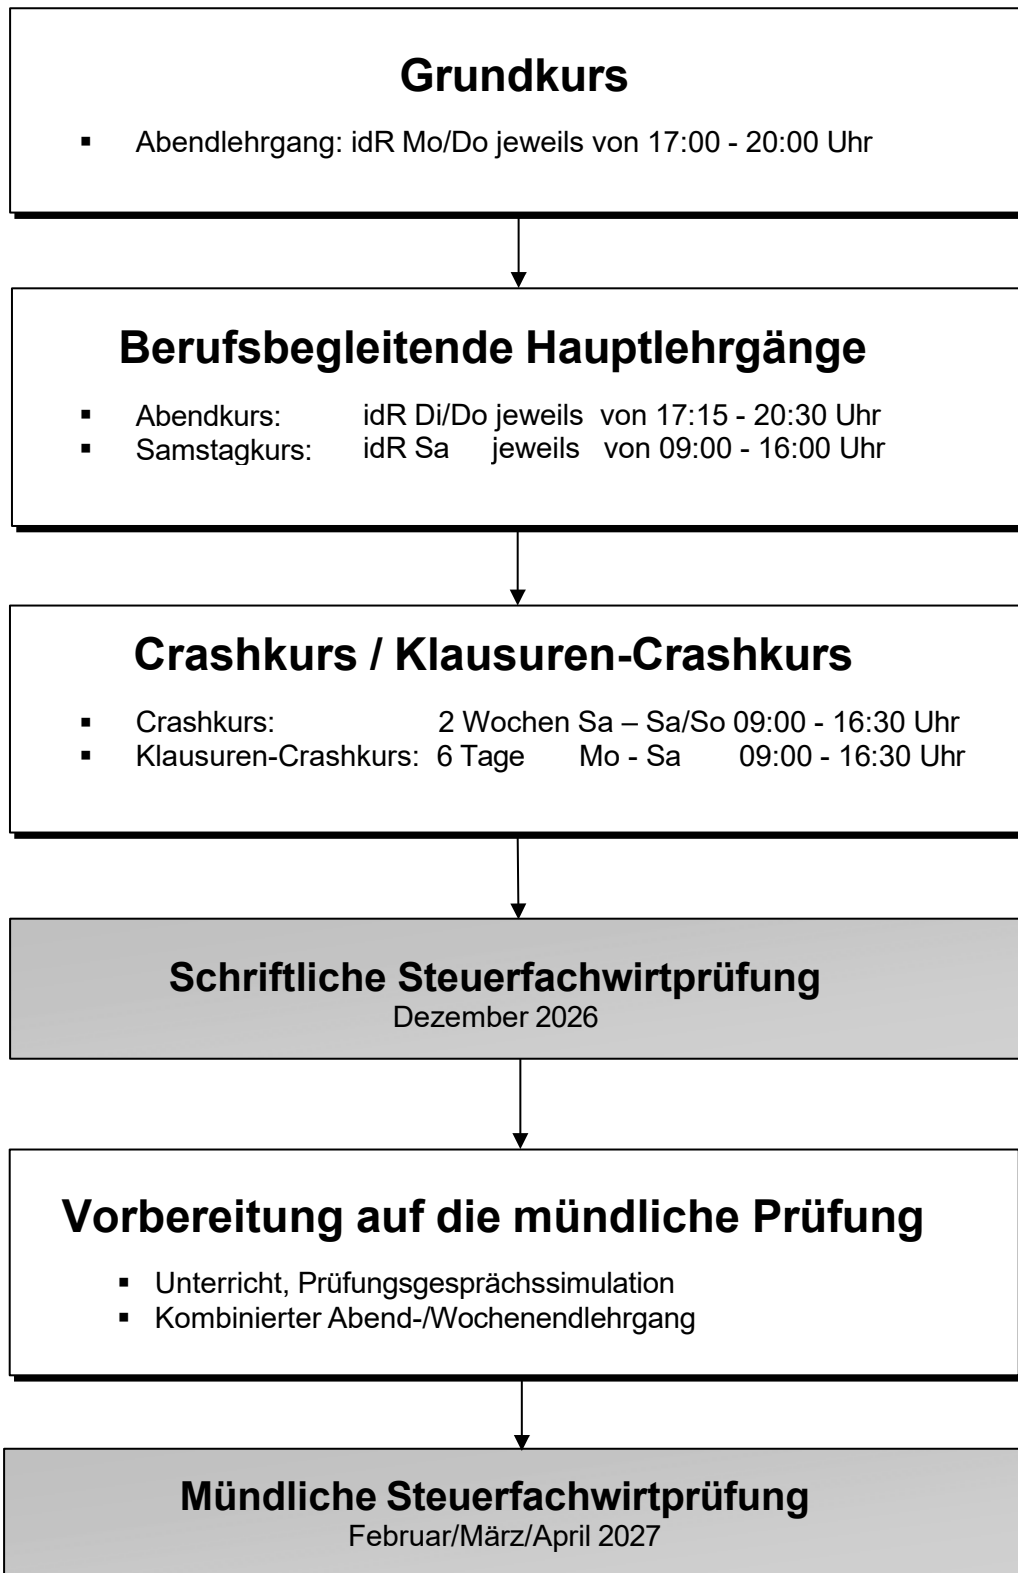 Grundkurs
▪ Abendlehrgang: idR Mo/Do jeweils von 17:00 - 20:00 Uhr
Berufsbegleitende Hauptlehrgänge
▪ Abendkurs: idR Di/Do jeweils von 17:15 - 20:30 Uhr
▪ Samstagkurs: idR Sa jeweils von 09:00 - 16:00 Uhr
Crashkurs / Klausuren-Crashkurs
▪ Crashkurs: 2 Wochen Sa – Sa/So 09:00 - 16:30 Uhr
▪ Klausuren-Crashkurs: 6 Tage Mo - Sa 09:00 - 16:30 Uhr
Schriftliche Steuerfachwirtprüfung
Dezember 2026
Vorbereitung auf die mündliche Prüfung
▪ Unterricht, Prüfungsgesprächssimulation
▪ Kombinierter Abend-/Wochenendlehrgang
Mündliche Steuerfachwirtprüfung
Februar/März/April 2027